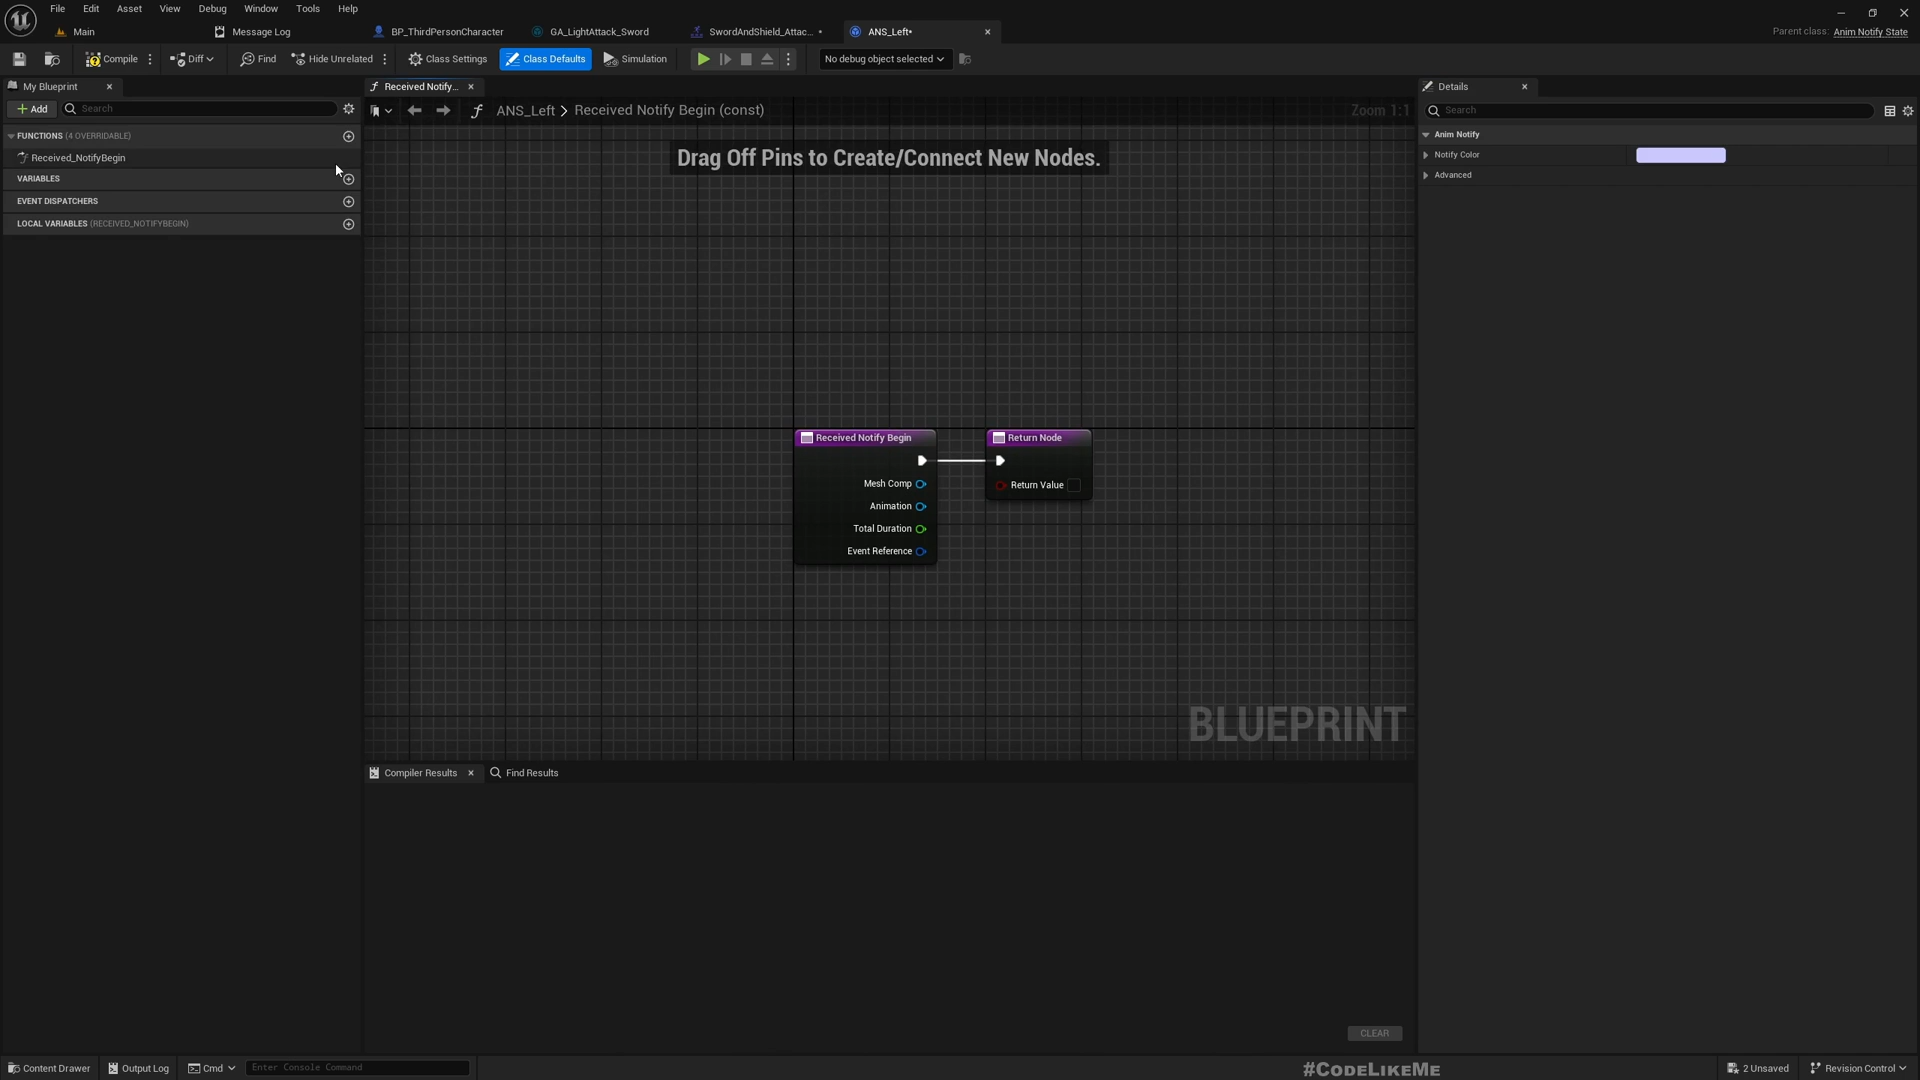 File Edit Asset View Debug Window Tools Help
Main Message Log BP_ThirdPersonCharacter GA_LightAttack_Sword SwordAndShield_Attac... • ANS_Left•
Parent class: Anim Notify State
Compile Diff Find Hide Unrelated Class Settings Class Defaults Simulation No debug object selected
My Blueprint
Received Notify...
Details
+ Add Search
ANS_Left > Received Notify Begin (const)
Zoom 1:1
Search
FUNCTIONS (4 OVERRIDABLE)
Received_NotifyBegin
VARIABLES
EVENT DISPATCHERS
LOCAL VARIABLES (RECEIVED_NOTIFYBEGIN)
Drag Off Pins to Create/Connect New Nodes.
Anim Notify
Notify Color
Advanced
Received Notify Begin
Mesh Comp
Animation
Total Duration
Event Reference
Return Node
Return Value
BLUEPRINT
Compiler Results Find Results
CLEAR
Content Drawer Output Log Cmd Enter Console Command
#CodeLikeMe
2 Unsaved Revision Control